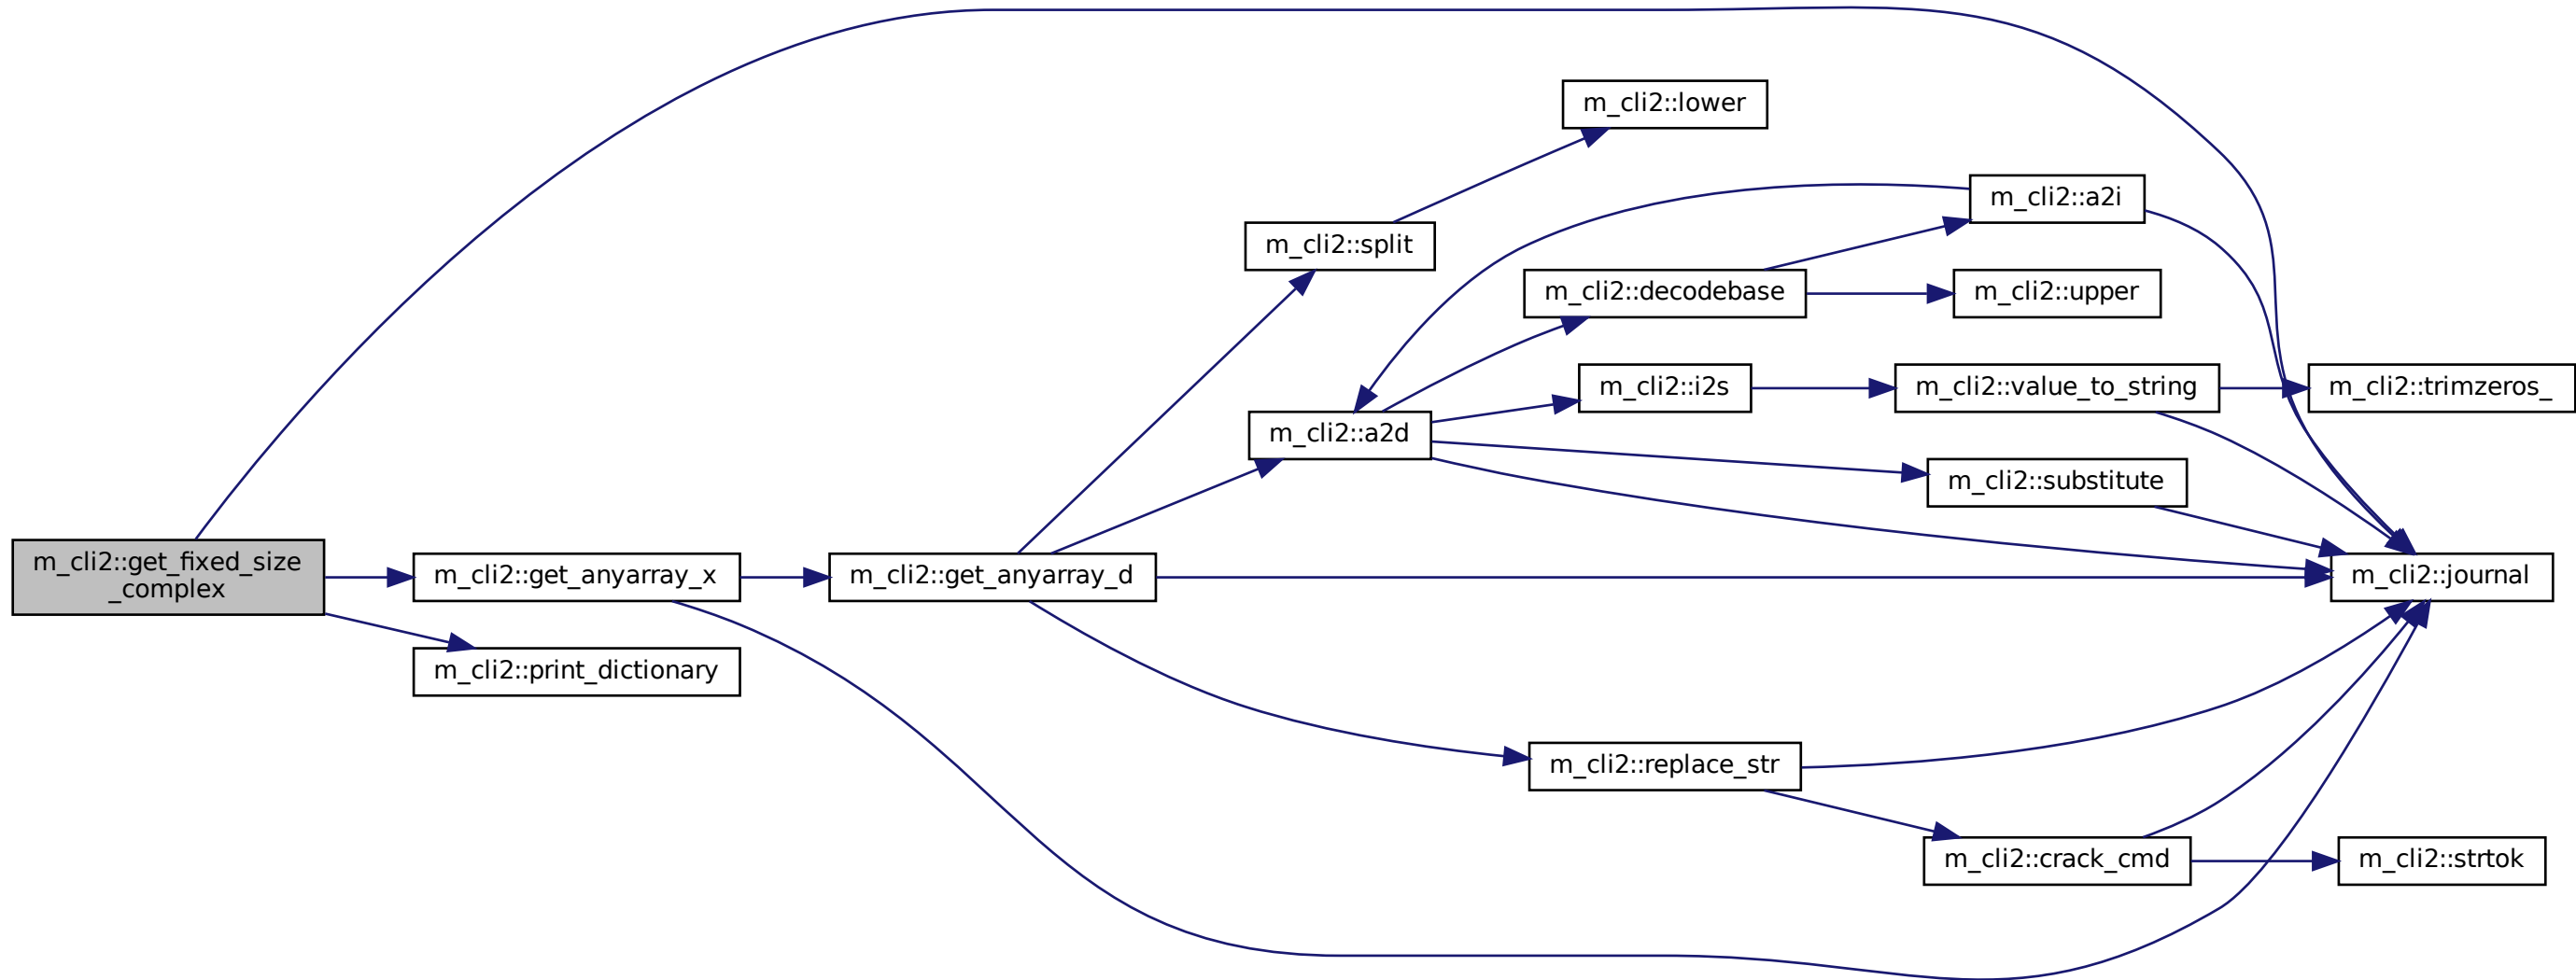 m_cli2::lower
m_cli2::a2i
m_cli2::split
m_cli2::decodebase
m_cli2::upper
m_cli2::i2s
m_cli2::value_to_string
m_cli2::trimzeros_
m_cli2::a2d
m_cli2::substitute
m_cli2::get_fixed_size
_complex
m_cli2::get_anyarray_x
m_cli2::get_anyarray_d
m_cli2::journal
m_cli2::print_dictionary
m_cli2::replace_str
m_cli2::crack_cmd
m_cli2::strtok